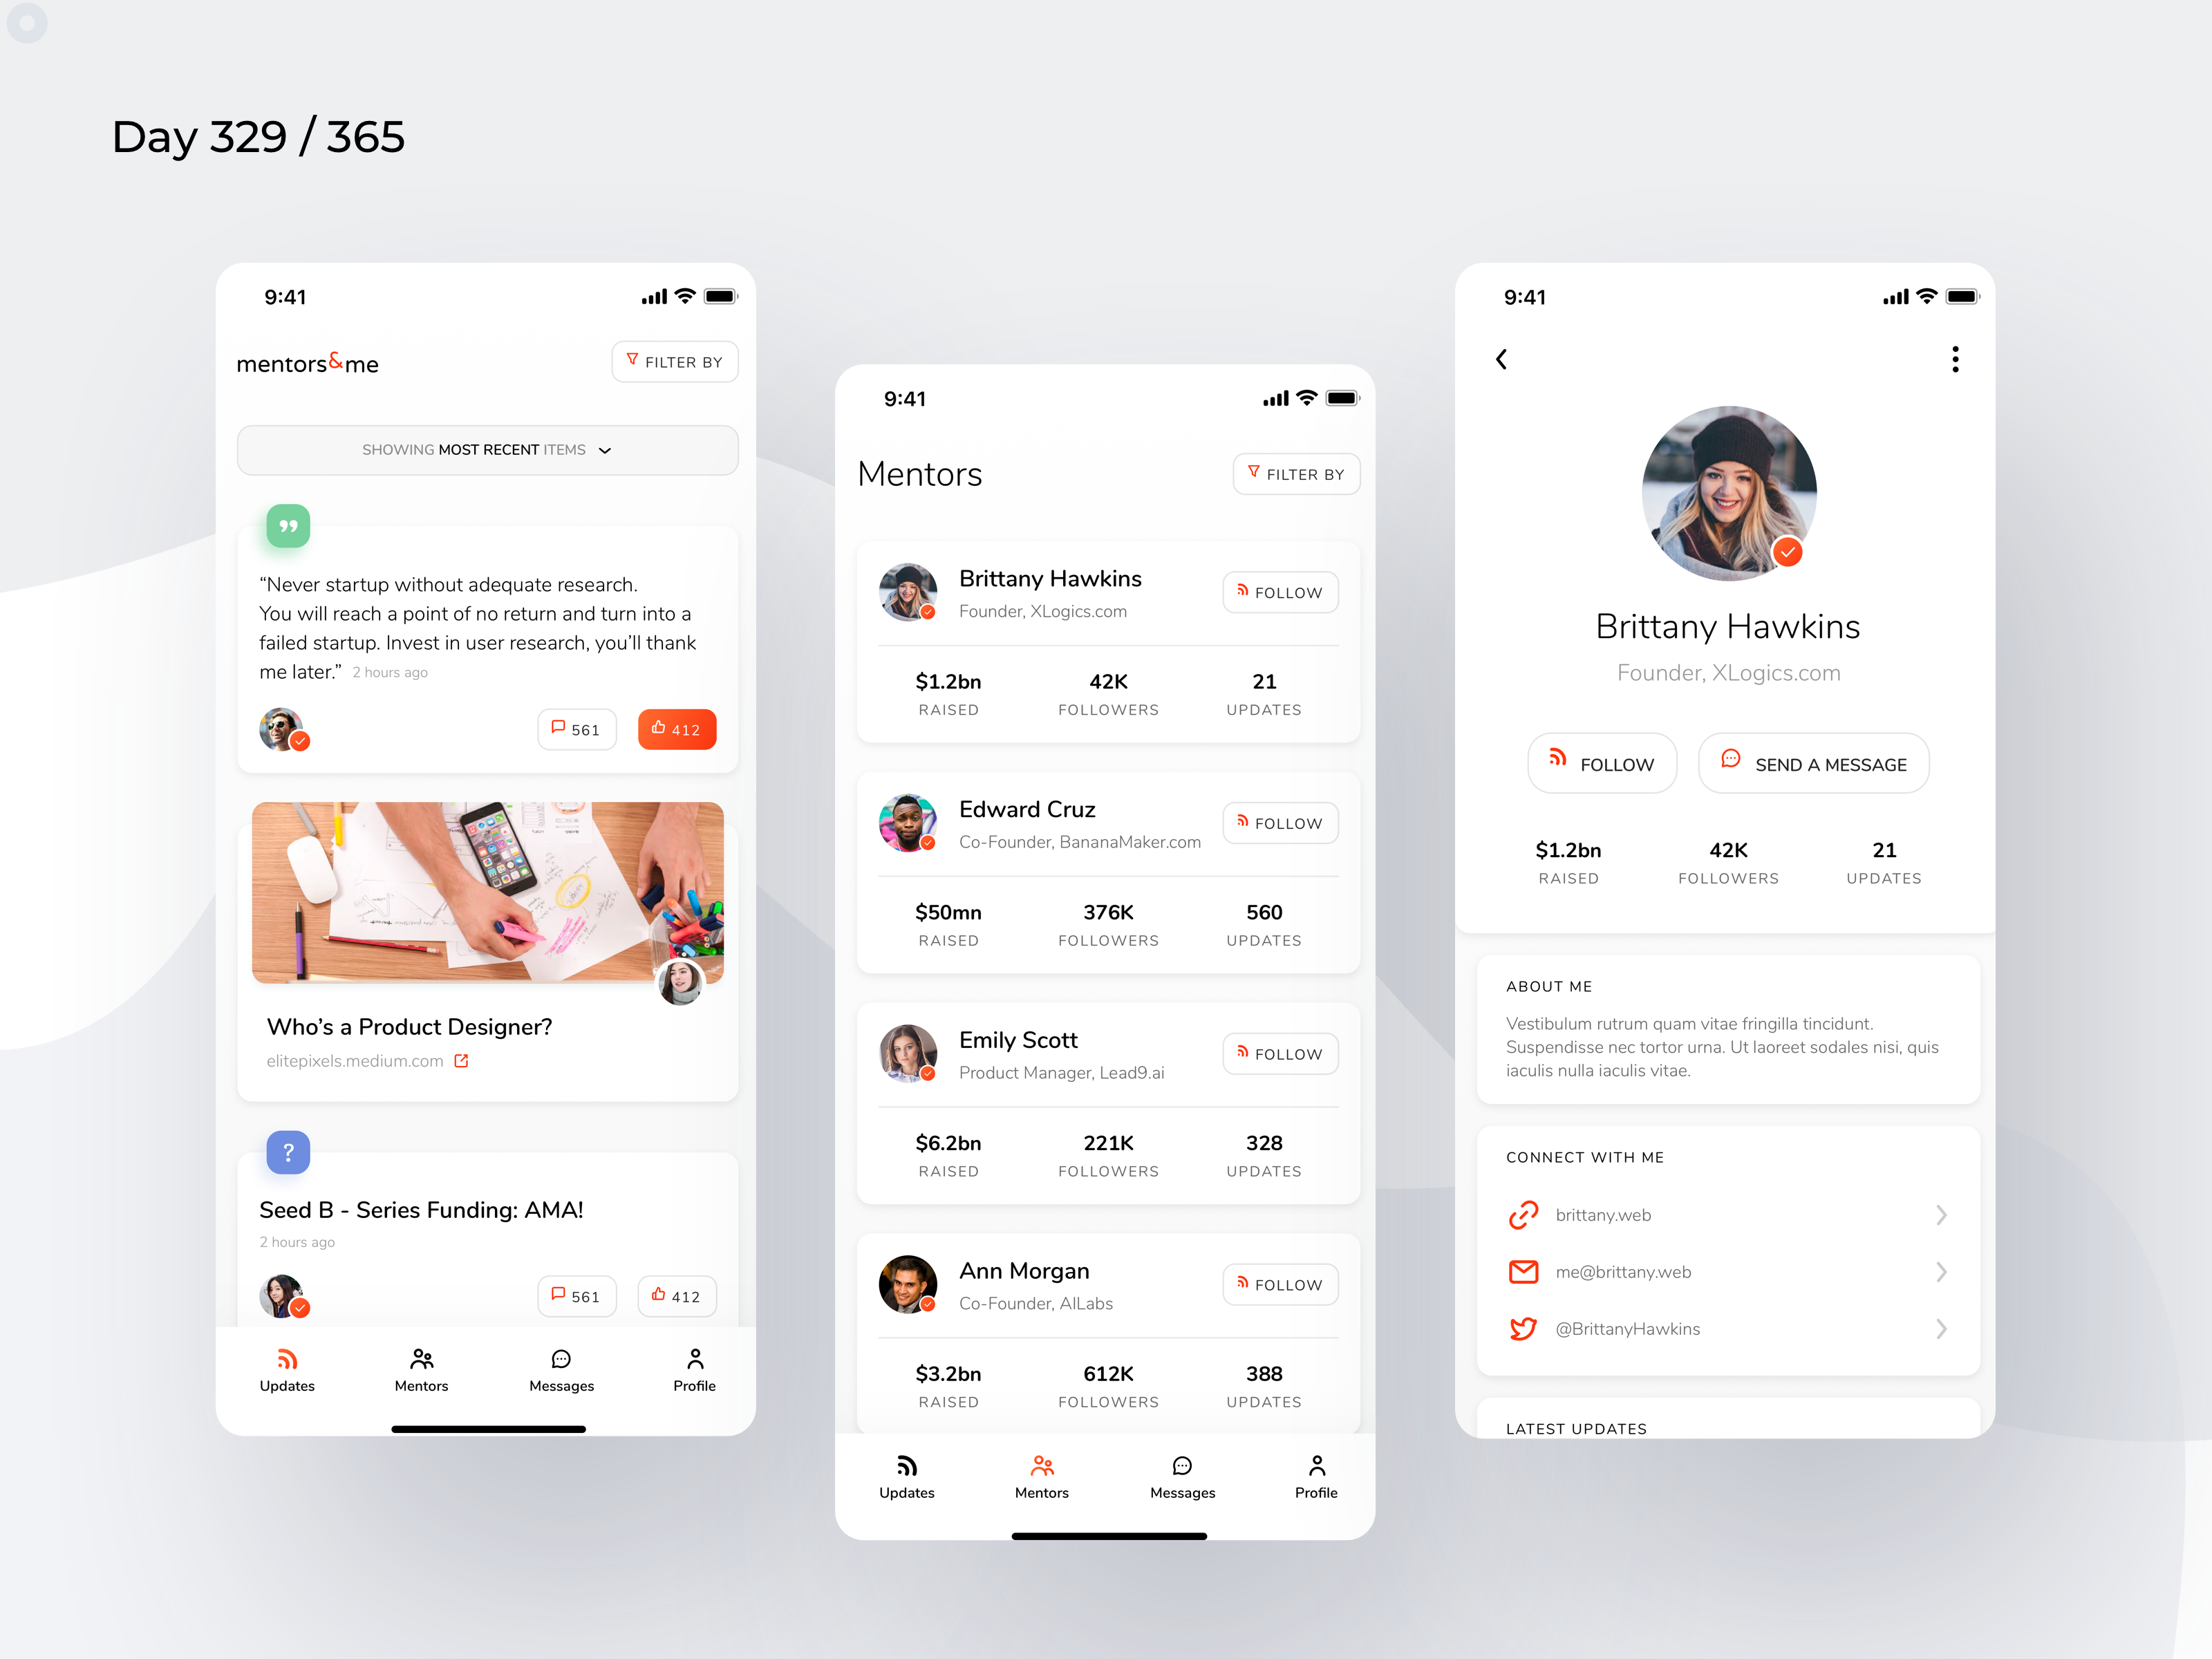 Day 329 / 365
9:41
mentors&me
FILTER BY
SHOWING MOST RECENT ITEMS
“Never startup without adequate research.
You will reach a point of no return and turn into a
failed startup. Invest in user research, you’ll thank
me later.” 2 hours ago
561
412
Who’s a Product Designer?
elitepixels.medium.com
?
Seed B - Series Funding: AMA!
2 hours ago
561
412
Updates
Mentors
Messages
Profile
9:41
Mentors
FILTER BY
Brittany Hawkins
Founder, XLogics.com
FOLLOW
$1.2bn
RAISED
42K
FOLLOWERS
21
UPDATES
Edward Cruz
Co-Founder, BananaMaker.com
FOLLOW
$50mn
RAISED
376K
FOLLOWERS
560
UPDATES
Emily Scott
Product Manager, Lead9.ai
FOLLOW
$6.2bn
RAISED
221K
FOLLOWERS
328
UPDATES
Ann Morgan
Co-Founder, AILabs
FOLLOW
$3.2bn
RAISED
612K
FOLLOWERS
388
UPDATES
Updates
Mentors
Messages
Profile
9:41
Brittany Hawkins
Founder, XLogics.com
FOLLOW
SEND A MESSAGE
$1.2bn
RAISED
42K
FOLLOWERS
21
UPDATES
ABOUT ME
Vestibulum rutrum quam vitae fringilla tincidunt.
Suspendisse nec tortor urna. Ut laoreet sodales nisi, quis
iaculis nulla iaculis vitae.
CONNECT WITH ME
brittany.web
me@brittany.web
@BrittanyHawkins
LATEST UPDATES